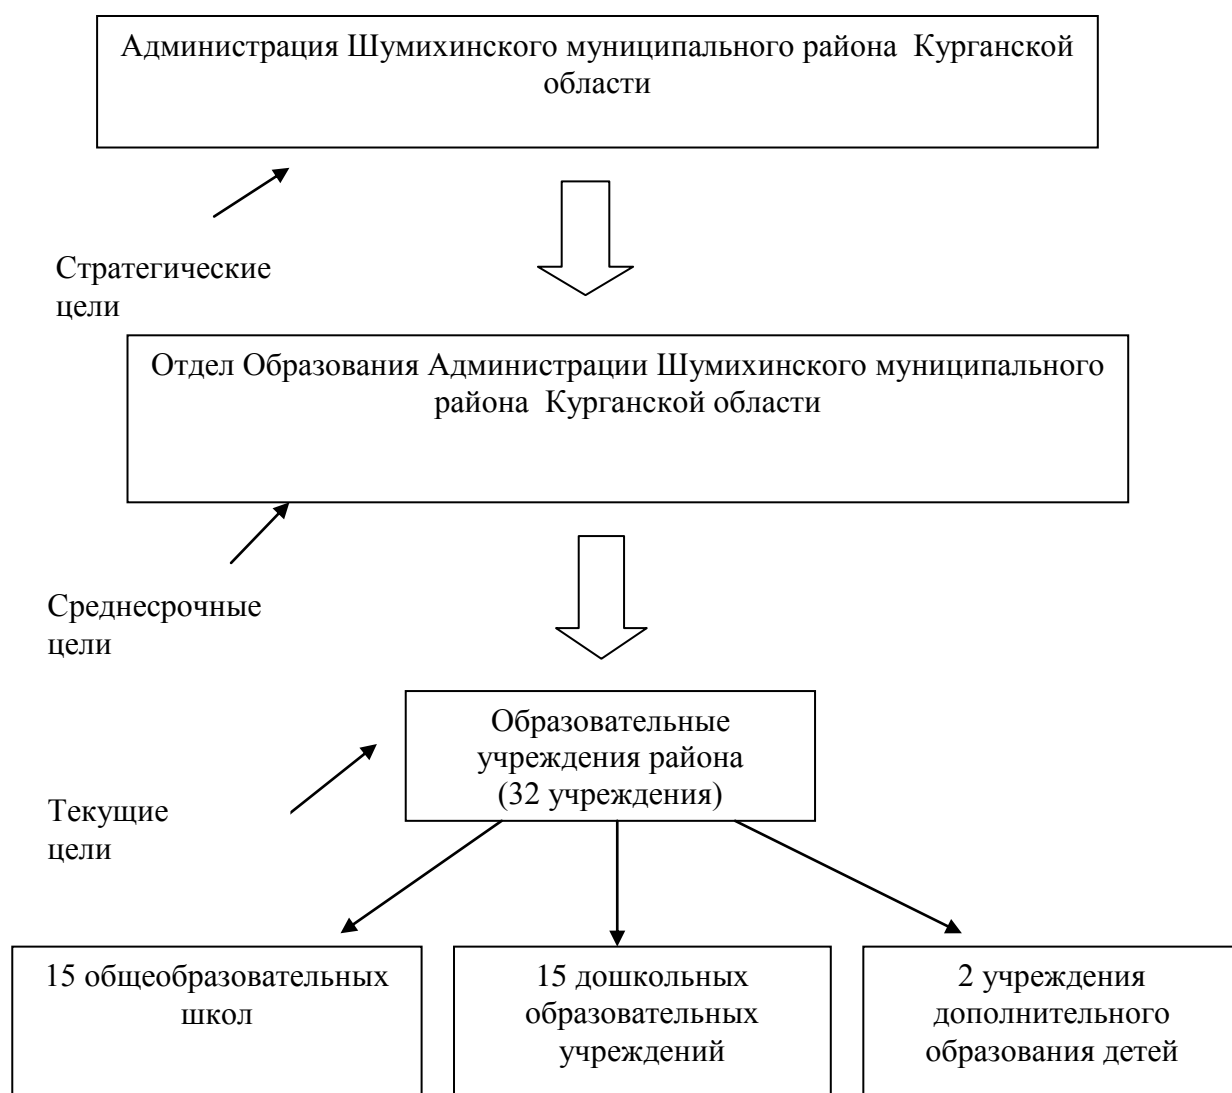 Администрация Шумихинского муниципального района Курганской
области
Стратегические
цели
Отдел Образования Администрации Шумихинского муниципального
района Курганской области
Среднесрочные
цели
Образовательные
учреждения района
(32 учреждения)
Текущие
цели
15 общеобразовательных
школ
15 дошкольных
образовательных
учреждений
2 учреждения
дополнительного
образования детей